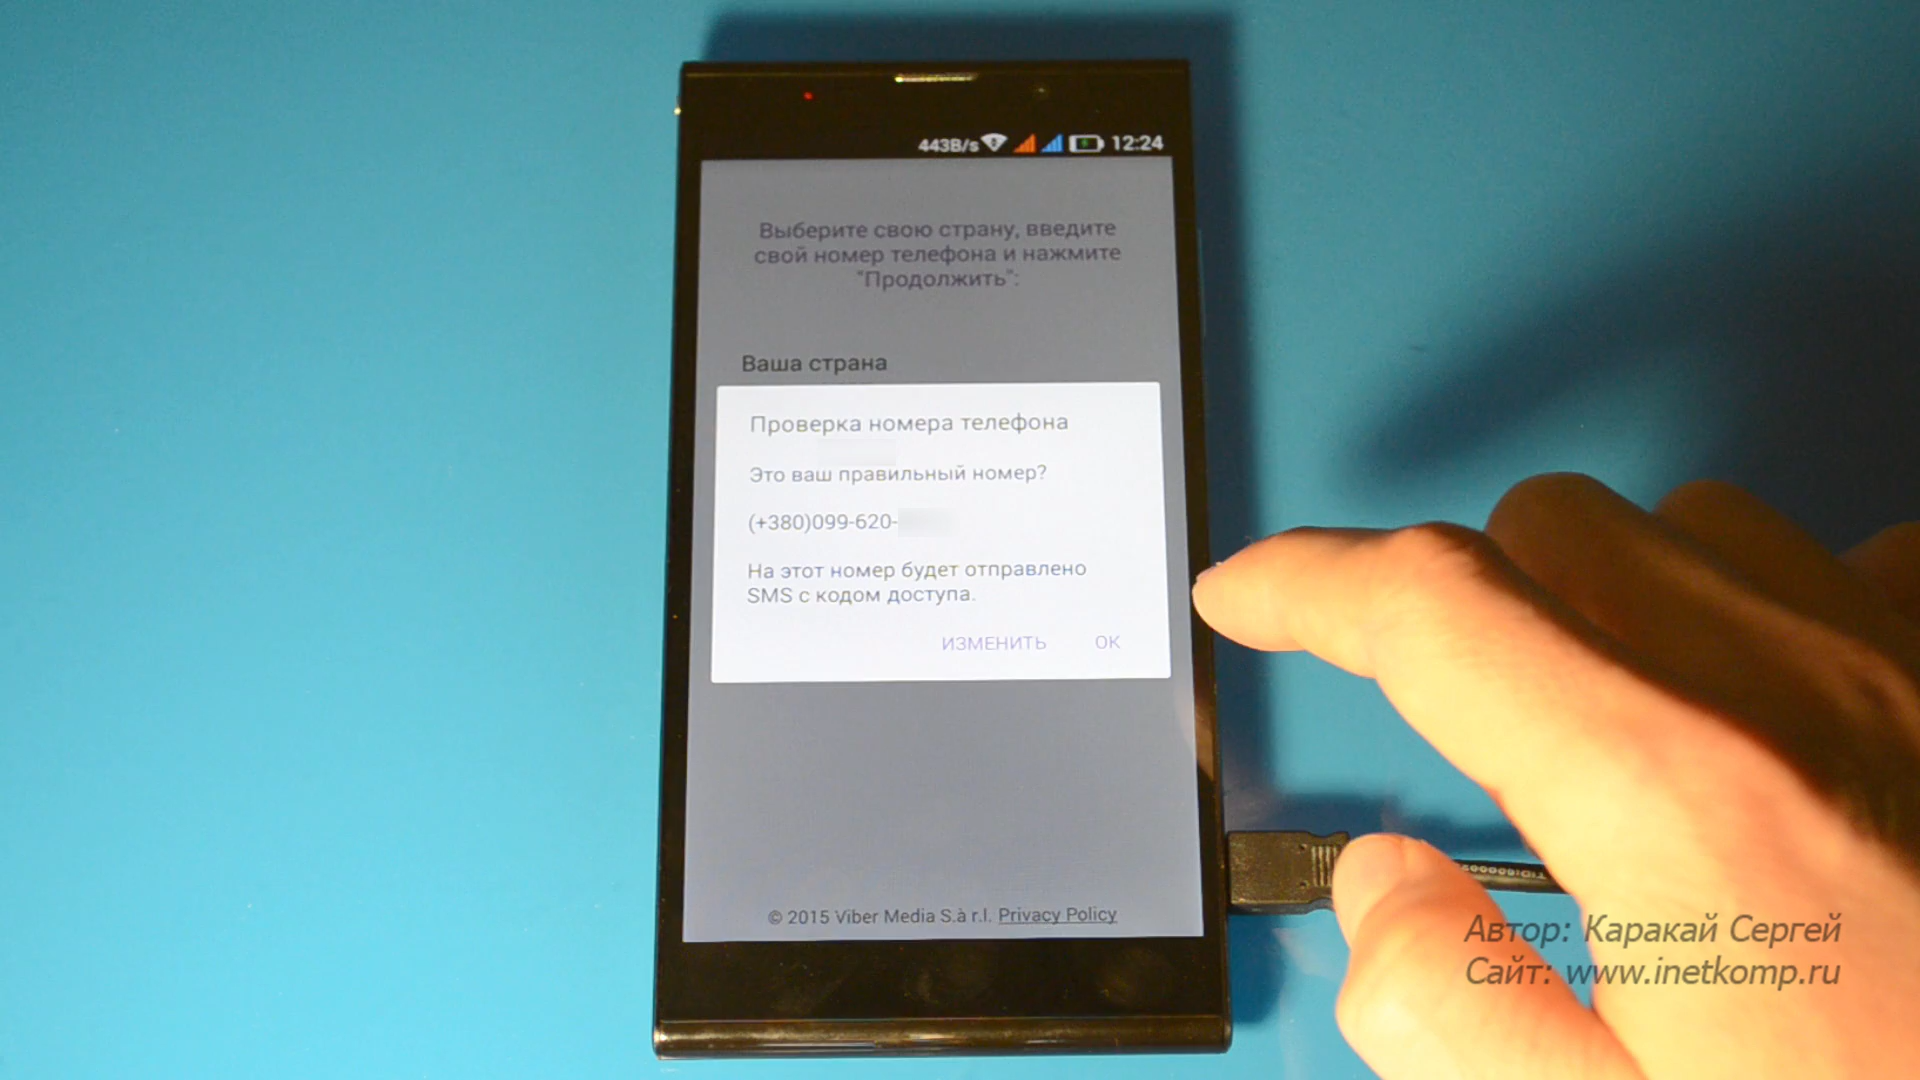 443B/s 12:24
Выберите свою страну, введите
свой номер телефона и нажмите
"Продолжить":
Ваша страна
Проверка номера телефона
Это ваш правильный номер?
(+380)099-620-
На этот номер будет отправлено
SMS с кодом доступа.
ИЗМЕНИТЬ OK
© 2015 Viber Media S.à r.l. Privacy Policy
Автор: Каракай Сергей
Сайт: www.inetkomp.ru